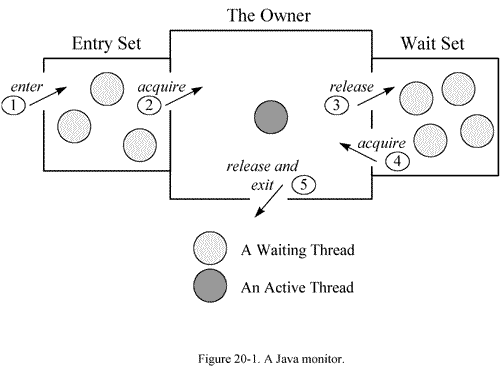 The Owner
Entry Set
Wait Set
enter
1
acquire
2
release
3
acquire
4
release and
exit
5
A Waiting Thread
An Active Thread
Figure 20-1. A Java monitor.